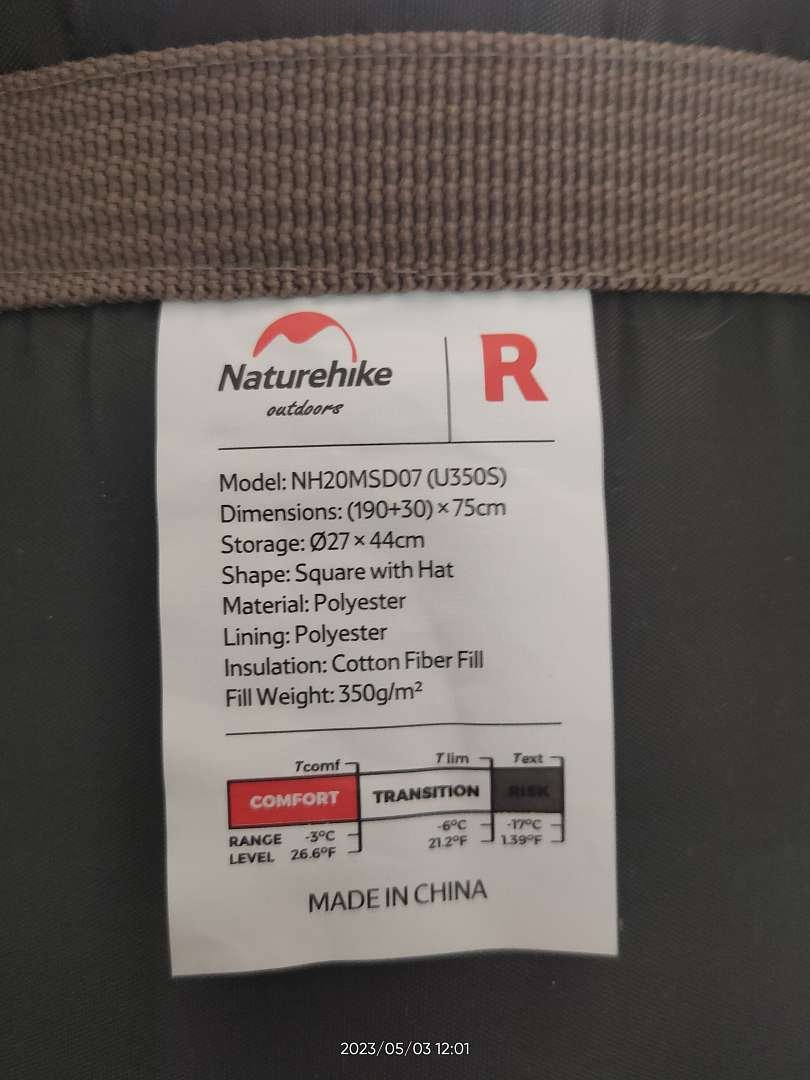 Naturehike
outdoors
R
Model: NH20MSD07 (U350S)
Dimensions: (190+30) × 75cm
Storage: Ø27 × 44cm
Shape: Square with Hat
Material: Polyester
Lining: Polyester
Insulation: Cotton Fiber Fill
Fill Weight: 350g/m²
Tcomf Tlim Text
COMFORT TRANSITION RISK
RANGE -3°C -6°C -17°C
LEVEL 26.6°F 21.2°F 1.39°F
MADE IN CHINA
2023/05/03 12:01